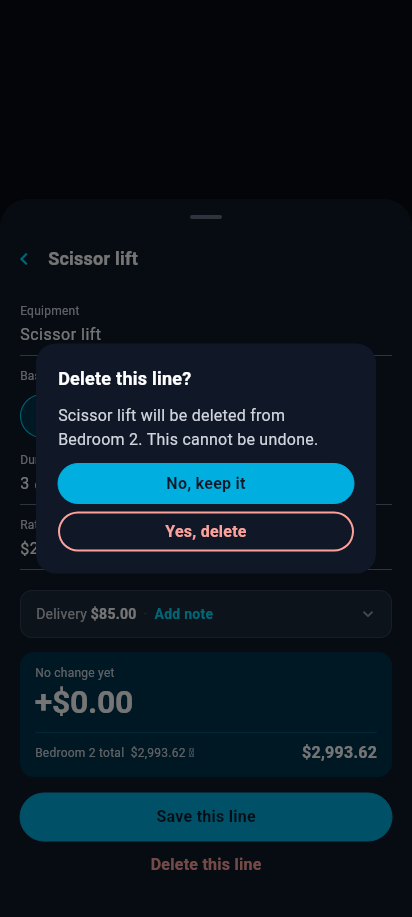 Scissor lift
Equipment
Scissor lift
Delete this line?
Scissor lift will be deleted from
Bedroom 2. This cannot be undone.
No, keep it
Yes, delete
Delivery $85.00 · Add note
No change yet
+$0.00
Bedroom 2 total $2,993.62
$2,993.62
Save this line
Delete this line